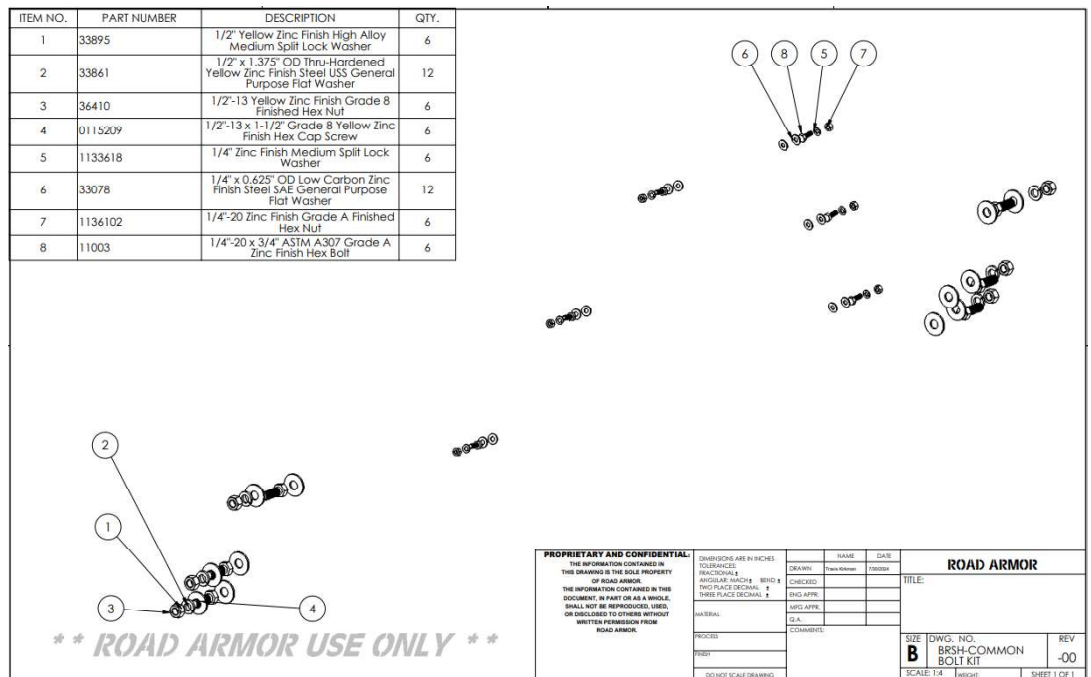 ITEM NO. PART NUMBER DESCRIPTION QTY.
1 33895 1/2" Yellow Zinc Finish High Alloy Medium Split Lock Washer 6
2 33861 1/2" x 1.375" OD Thru-Hardened Yellow Zinc Finish Steel USS General Purpose Flat Washer 12
3 36410 1/2"-13 Yellow Zinc Finish Grade 8 Finished Hex Nut 6
4 0115209 1/2"-13 x 1-1/2" Grade 8 Yellow Zinc Finish Hex Cap Screw 6
5 1133618 1/4" Zinc Finish Medium Split Lock Washer 6
6 33078 1/4" x 0.625" OD Low Carbon Zinc Finish Steel SAE General Purpose Flat Washer 12
7 1136102 1/4"-20 Zinc Finish Grade A Finished Hex Nut 6
8 11003 1/4"-20 x 3/4" ASTM A307 Grade A Zinc Finish Hex Bolt 6
6 8 5 7
2
1
3
4
** ROAD ARMOR USE ONLY **
PROPRIETARY AND CONFIDENTIAL:
THE INFORMATION CONTAINED IN
THIS DRAWING IS THE SOLE PROPERTY
OF ROAD ARMOR.
THE INFORMATION CONTAINED IN THIS
DOCUMENT, IN PART OR AS A WHOLE,
SHALL NOT BE REPRODUCED, USED,
OR DISCLOSED TO OTHERS WITHOUT
WRITTEN PERMISSION FROM
ROAD ARMOR.
DIMENSIONS ARE IN INCHES
TOLERANCES:
FRACTIONAL ±
ANGULAR: MACH ± BEND ±
TWO PLACE DECIMAL ±
THREE PLACE DECIMAL ±
MATERIAL
PROCESS
FINISH
DO NOT SCALE DRAWING
NAME DATE
DRAWN Travis
CHECKED
ENG APPR.
MFG APPR.
Q.A.
COMMENTS:
ROAD ARMOR
TITLE:
SIZE DWG. NO. REV
B BRSH-COMMON BOLT KIT -00
SCALE: 1:4 WEIGHT: SHEET 1 OF 1